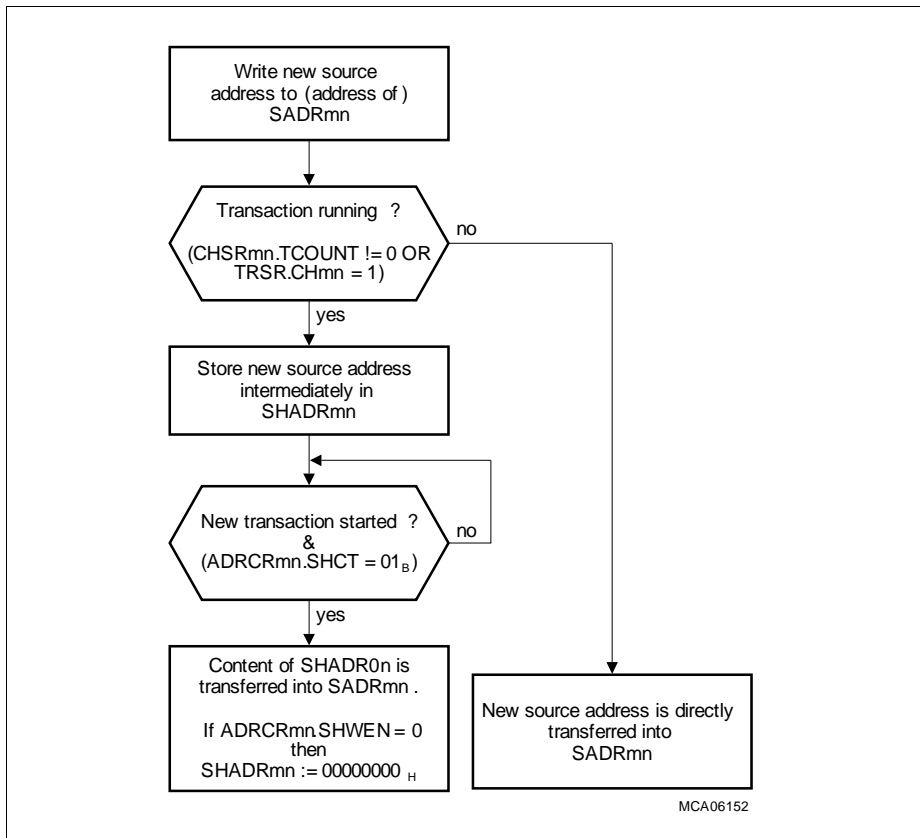 Write new source
address to (address of)
SADRmn
Transaction running ?
(CHSRmn.TCOUNT != 0 OR
TRSR.CHmn = 1)
no
yes
Store new source address
intermediately in
SHADRmn
New transaction started ?
&
(ADRCRmn.SHCT = 01B)
no
yes
Content of SHADR0n is
transferred into SADRmn .
If ADRCRmn.SHWEN = 0
then
SHADRmn := 00000000 H
New source address is directly
transferred into
SADRmn
MCA06152